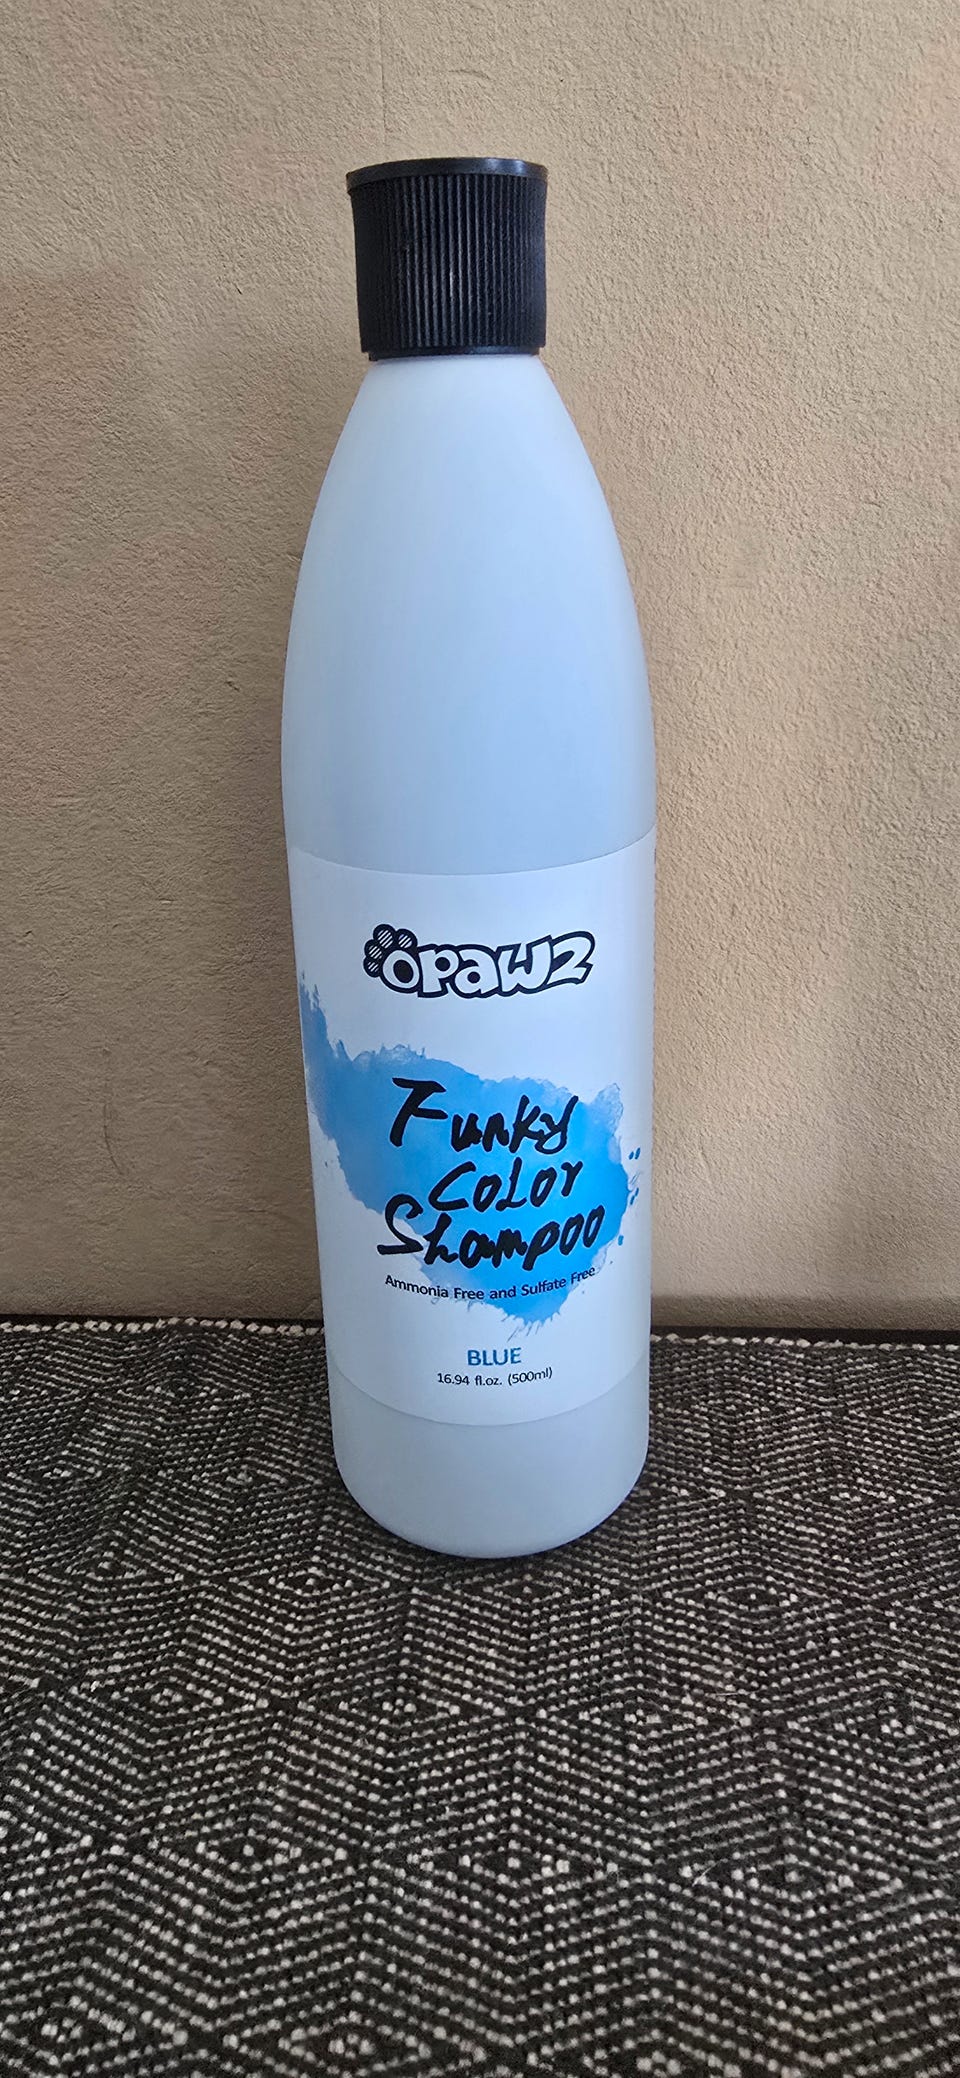 OPAWZ
Funky
Color
Shampoo
Ammonia Free and Sulfate Free
BLUE
16.94 fl.oz. (500ml)